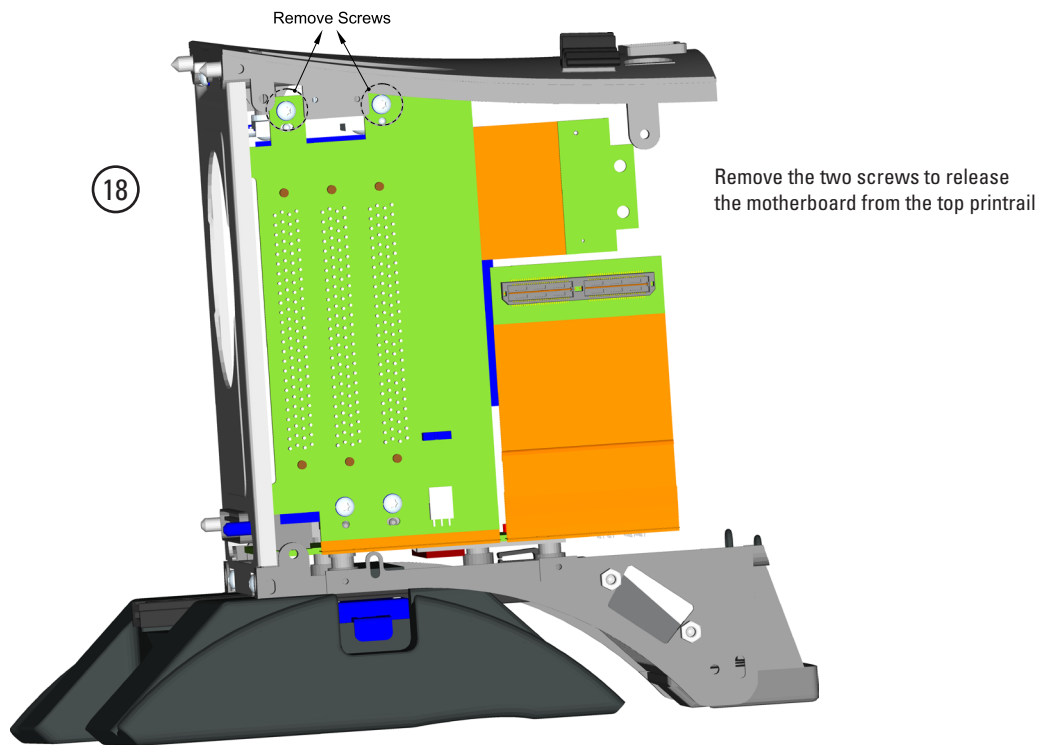 Remove Screws
18
Remove the two screws to release
the motherboard from the top printrail